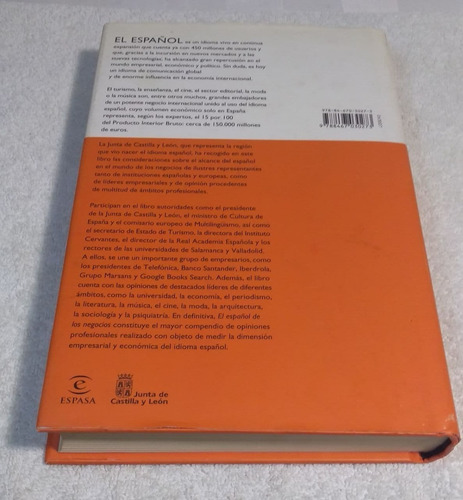 EL ESPAÑOL es un idioma vivo en continua
expansión que cuenta ya con 450 millones de usuarios y
que, gracias a la incursión en nuevos mercados y a las
nuevas tecnologías, ha alcanzado gran repercusión en el
mundo empresarial, económico y político. Sin duda, es hoy
un idioma de comunicación global
y de enorme influencia en la economía internacional.
El turismo, la enseñanza, el cine, el sector editorial, la moda
o la música son, entre otros muchos, grandes embajadores
de un potente negocio internacional unido al uso del idioma
español, cuyo volumen económico solo en España
representa, según los expertos, el 15 por 100
del Producto Interior Bruto: cerca de 150.000 millones
de euros.
La Junta de Castilla y León, que representa la región
que vio nacer el idioma español, ha recogido en este
libro las consideraciones sobre el alcance del español
en el mundo de los negocios de ilustres representantes
tanto de instituciones españolas y europeas, como
de líderes empresariales y de opinión procedentes
de multitud de ámbitos profesionales.
Participan en el libro autoridades como el presidente
de la Junta de Castilla y León, el ministro de Cultura de
España y el comisario europeo de Multilingüismo, así como
el secretario de Estado de Turismo, la directora del Instituto
Cervantes, el director de la Real Academia Española y los
rectores de las universidades de Salamanca y Valladolid.
A ellos, se une un importante grupo de empresarios, como
los presidentes de Telefónica, Banco Santander, Iberdrola,
Grupo Marsans y Google Books Search. Además, el libro
cuenta con las opiniones de destacados líderes de diferentes
ámbitos, como la universidad, la economía, el periodismo,
la literatura, la música, el cine, la moda, la arquitectura,
la sociología y la psiquiatría. En definitiva, El español de
los negocios constituye el mayor compendio de opiniones
profesionales realizado con objeto de medir la dimensión
empresarial y económica del idioma español.
e
ESPASA
Junta de
Castilla y León